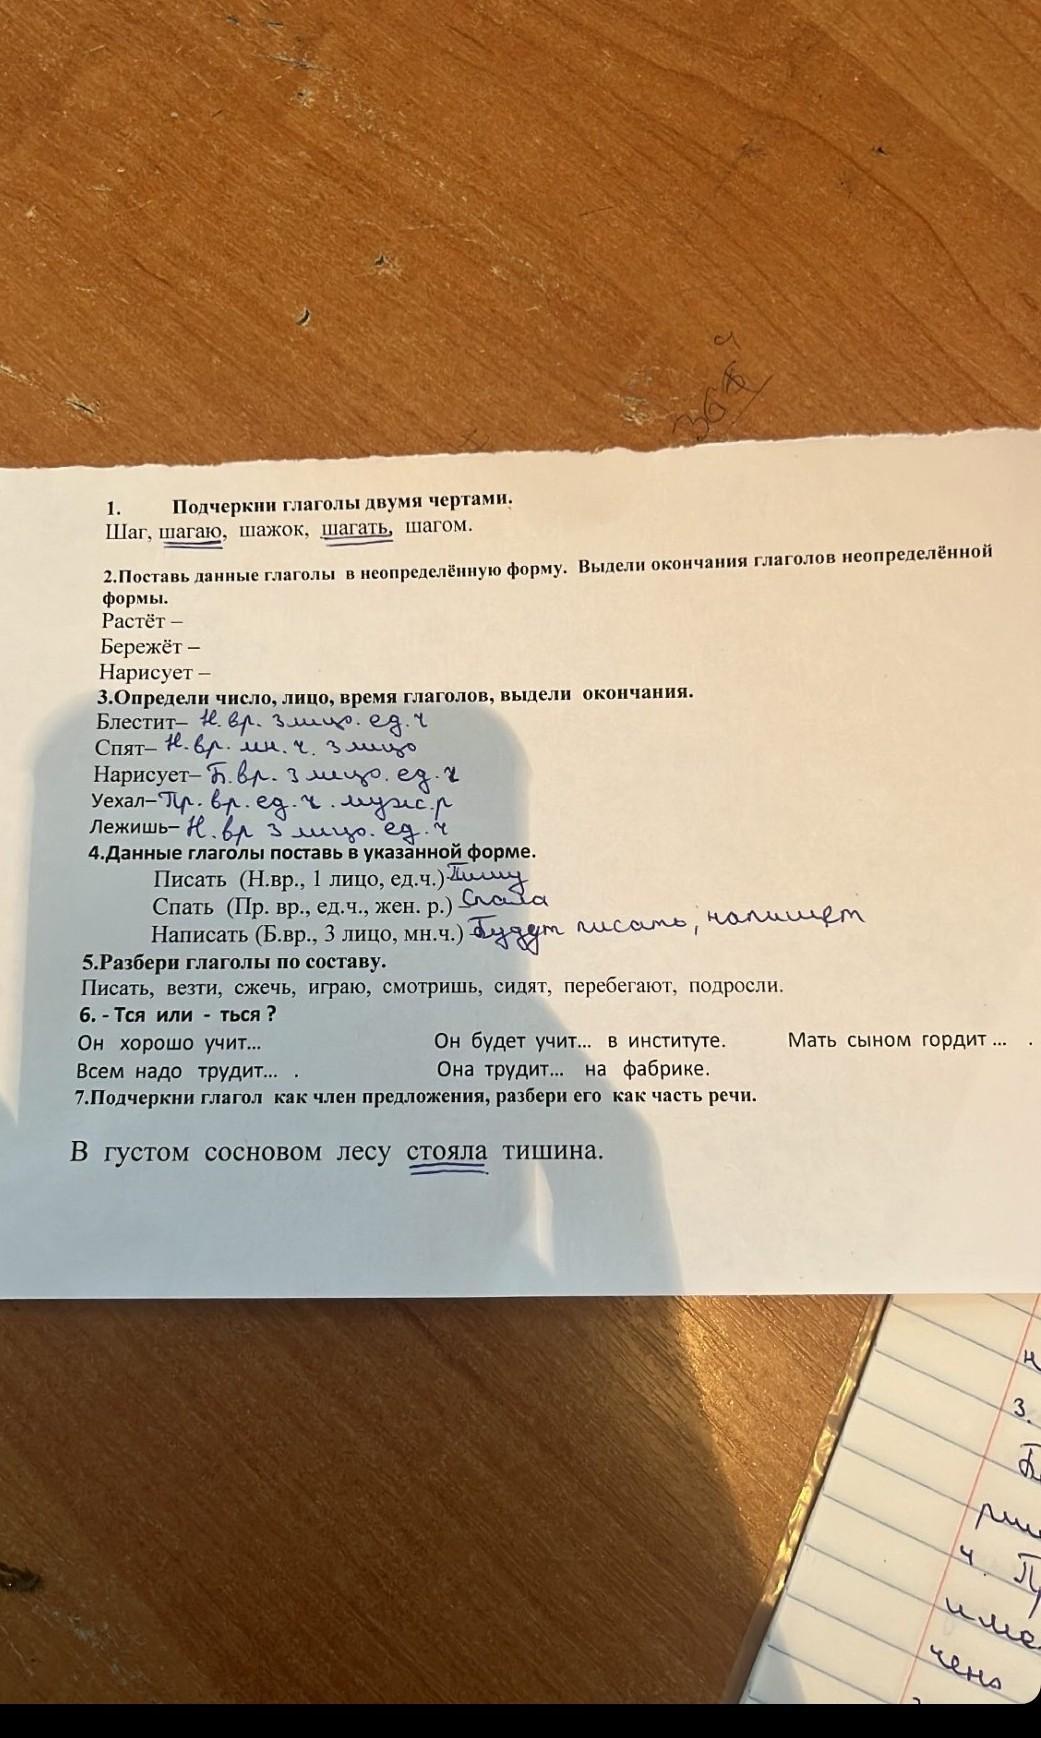 1. Подчеркни глаголы двумя чертами.
Шаг, шагаю, шажок, шагать, шагом.
2.Поставь данные глаголы в неопределённую форму. Выдели окончания глаголов неопределённой
формы.
Растёт –
Бережёт –
Нарисует –
3.Определи число, лицо, время глаголов, выдели окончания.
Блестит– Н. вр. 3 лицо. ед. ч
Спят– Н. вр. мн. ч. 3 лицо
Нарисует– Б. вр. 3 лицо. ед. ч
Уехал– Пр. вр. ед. ч. муж. р
Лежишь– Н. вр 3 лицо. ед. ч
4.Данные глаголы поставь в указанной форме.
Писать (Н.вр., 1 лицо, ед.ч.) Пишу
Спать (Пр. вр., ед.ч., жен. р.) Спала
Написать (Б.вр., 3 лицо, мн.ч.) Будут писать, напишет
5.Разбери глаголы по составу.
Писать, везти, сжечь, играю, смотришь, сидят, перебегают, подросли.
6. - Тся или - ться ?
Он хорошо учит... Он будет учит... в институте. Мать сыном гордит ... .
Всем надо трудит... . Она трудит... на фабрике.
7.Подчеркни глагол как член предложения, разбери его как часть речи.
В густом сосновом лесу стояла тишина.
н
3.
ч. П
чень